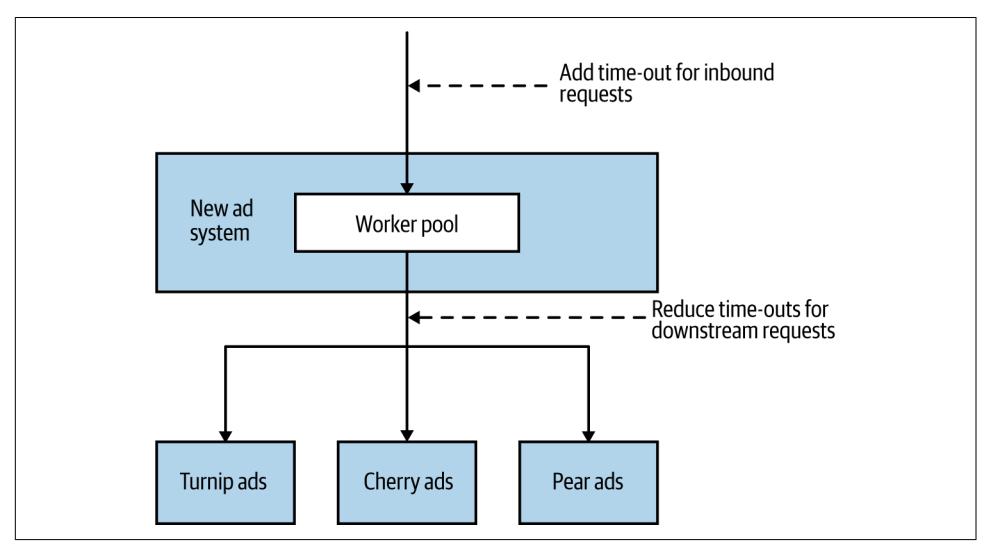 Add time-out for inbound
requests
New ad
system
Worker pool
Reduce time-outs for
downstream requests
Turnip ads
Cherry ads
Pear ads